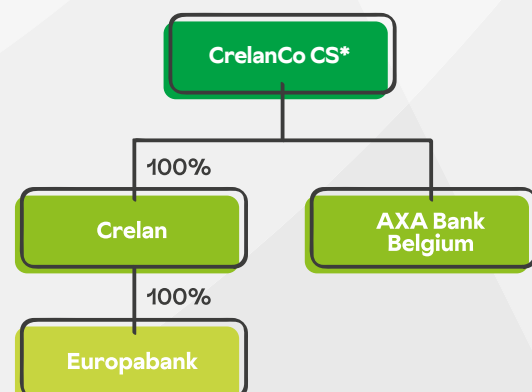 CrelanCo CS*
100%
Crelan
AXA Bank
Belgium
100%
Europabank